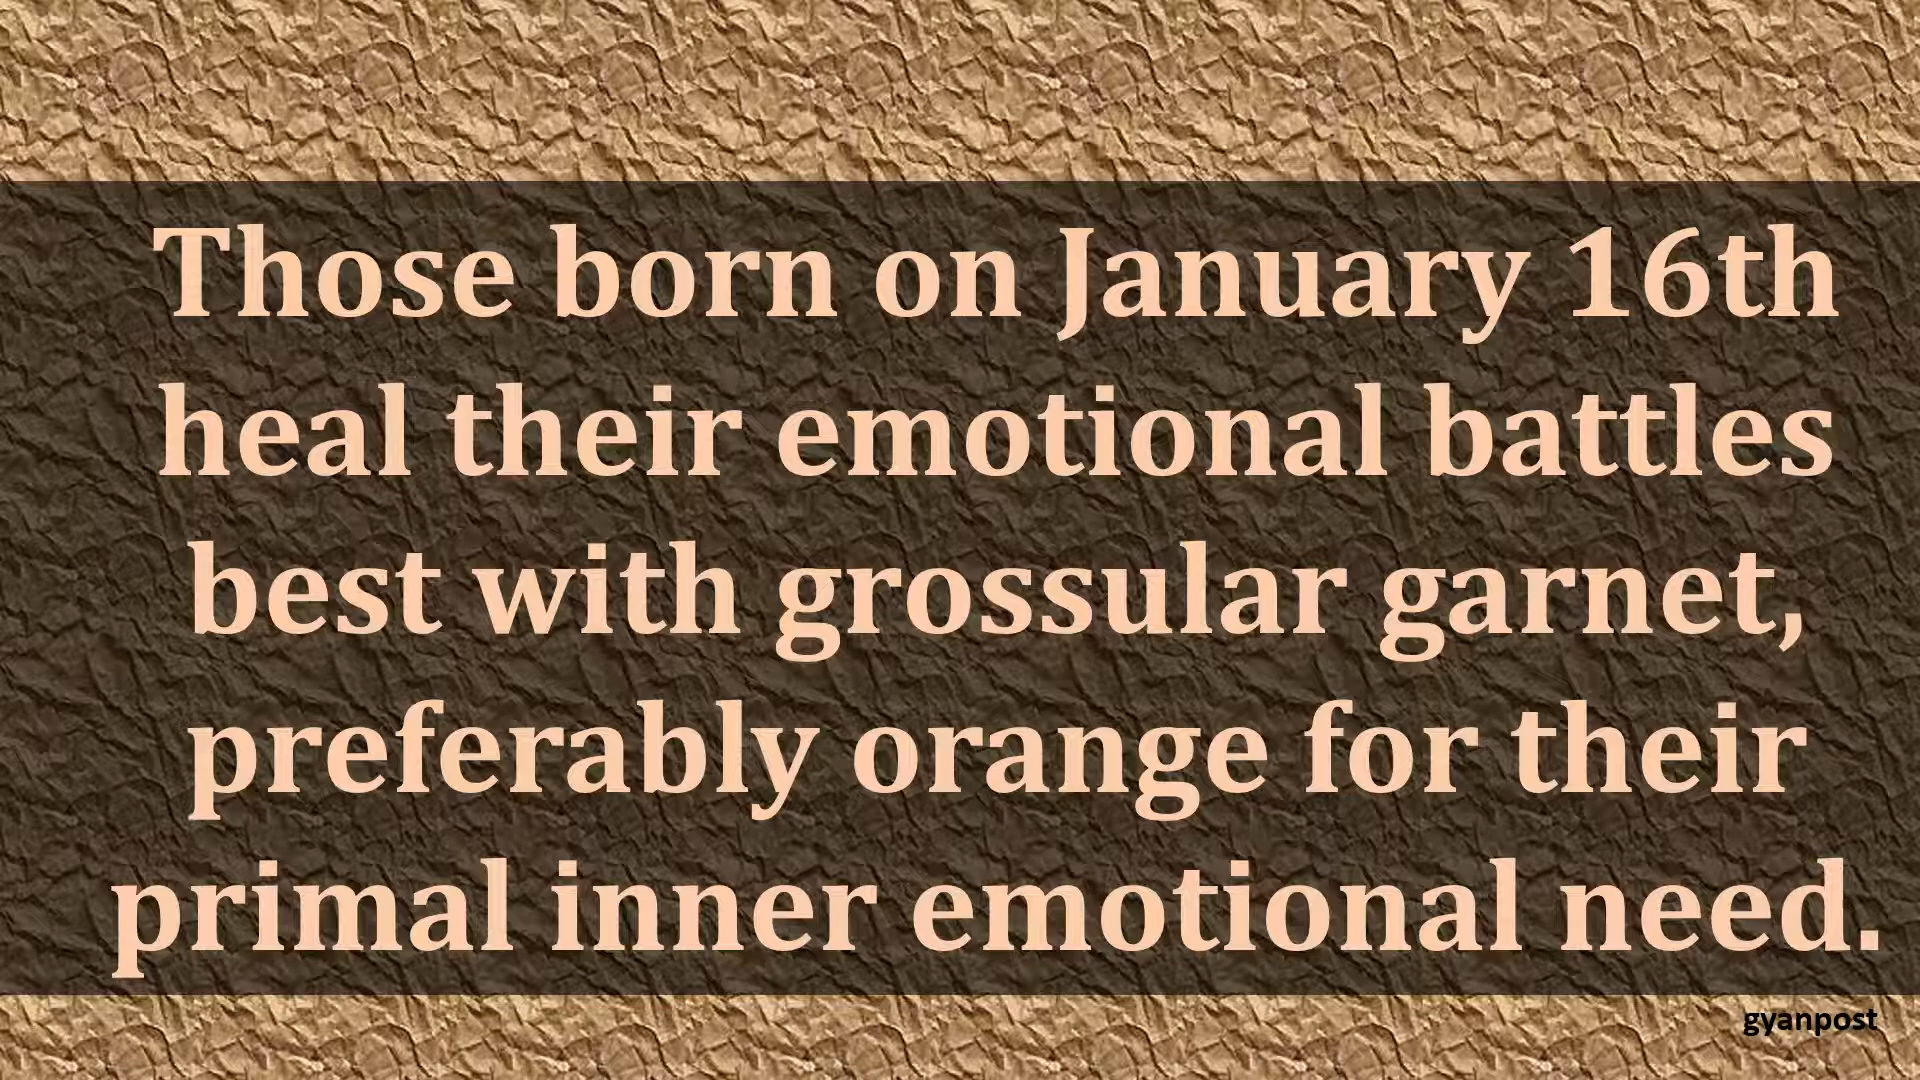 Those born on January 16th
heal their emotional battles
best with grossular garnet,
preferably orange for their
primal inner emotional need.
gyanpost